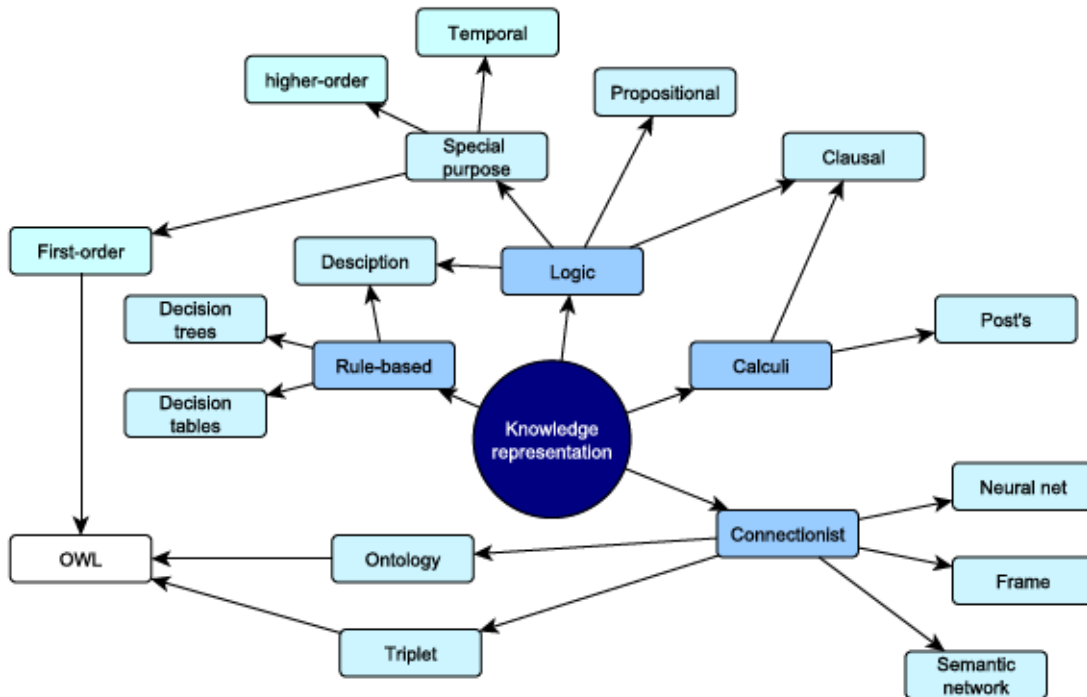 Temporal
higher-order
Propositional
Special
purpose
Clausal
First-order
Desciption
Logic
Decision
trees
Post's
Rule-based
Calculi
Decision
tables
Knowledge
representation
Neural net
Connectionist
OWL
Ontology
Frame
Triplet
Semantic
network